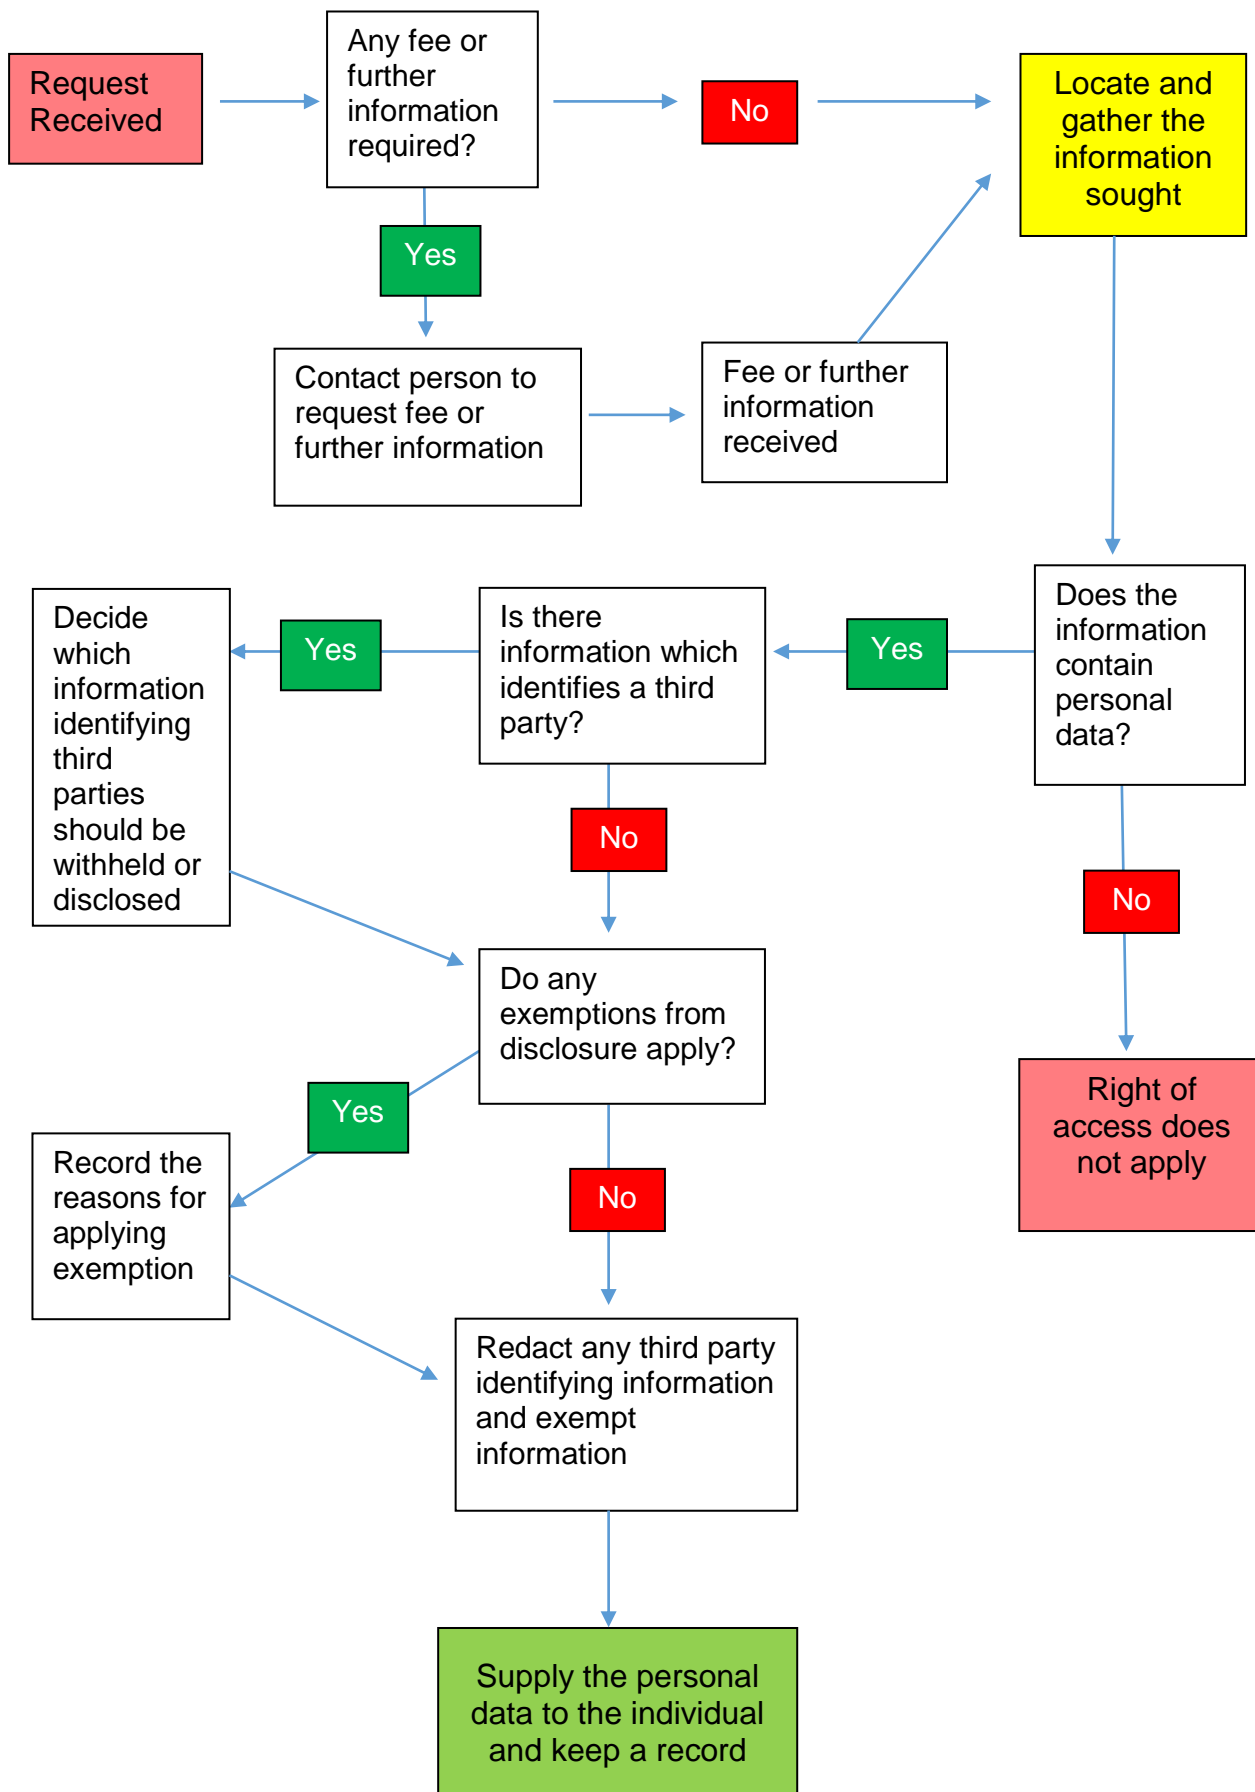 Request
Received
Any fee or
further
information
required?
No
Locate and
gather the
information
sought
Yes
Contact person to
request fee or
further information
Fee or further
information
received
Does the
information
contain
personal
data?
Yes
Is there
information which
identifies a third
party?
Yes
Decide
which
information
identifying
third
parties
should be
withheld or
disclosed
No
No
Right of
access does
not apply
Do any
exemptions from
disclosure apply?
Yes
Record the
reasons for
applying
exemption
No
Redact any third party
identifying information
and exempt
information
Supply the personal
data to the individual
and keep a record